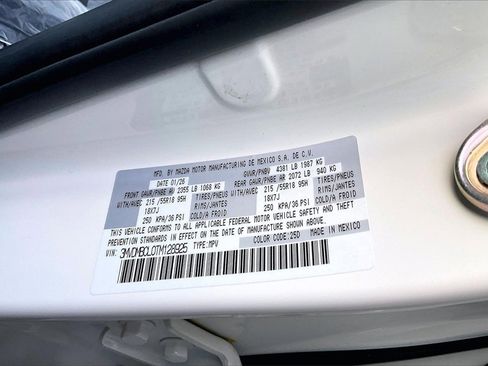 MFD. BY MAZDA MOTOR MANUFACTURING DE MEXICO S.A. DE C.V.
DATE 01/26 GVWR/PNBV 4381 LB 1987 KG
FRONT GAWR/PNBE AV 2355 LB 1068 KG REAR GAWR/PNBE AR 2072 LB 940 KG
WITH/AVEC 215 /55R18 95H TIRES/PNEUS WITH/AVEC 215 /55R18 95H TIRES/PNEUS
18X7J RIMS/JANTES 18X7J RIMS/JANTES
250 KPA/36 PSI COLD/A FROID 250 KPA/36 PSI COLD/A FROID
THIS VEHICLE CONFORMS TO ALL APPLICABLE FEDERAL MOTOR VEHICLE SAFETY AND THEFT
PREVENTION STANDARDS IN EFFECT ON THE DATE OF MANUFACTURE SHOWN ABOVE.
VIN: 3MVDMBCL0TM128925 TYPE:MPV COLOR CODE:25D MADE IN MEXICO